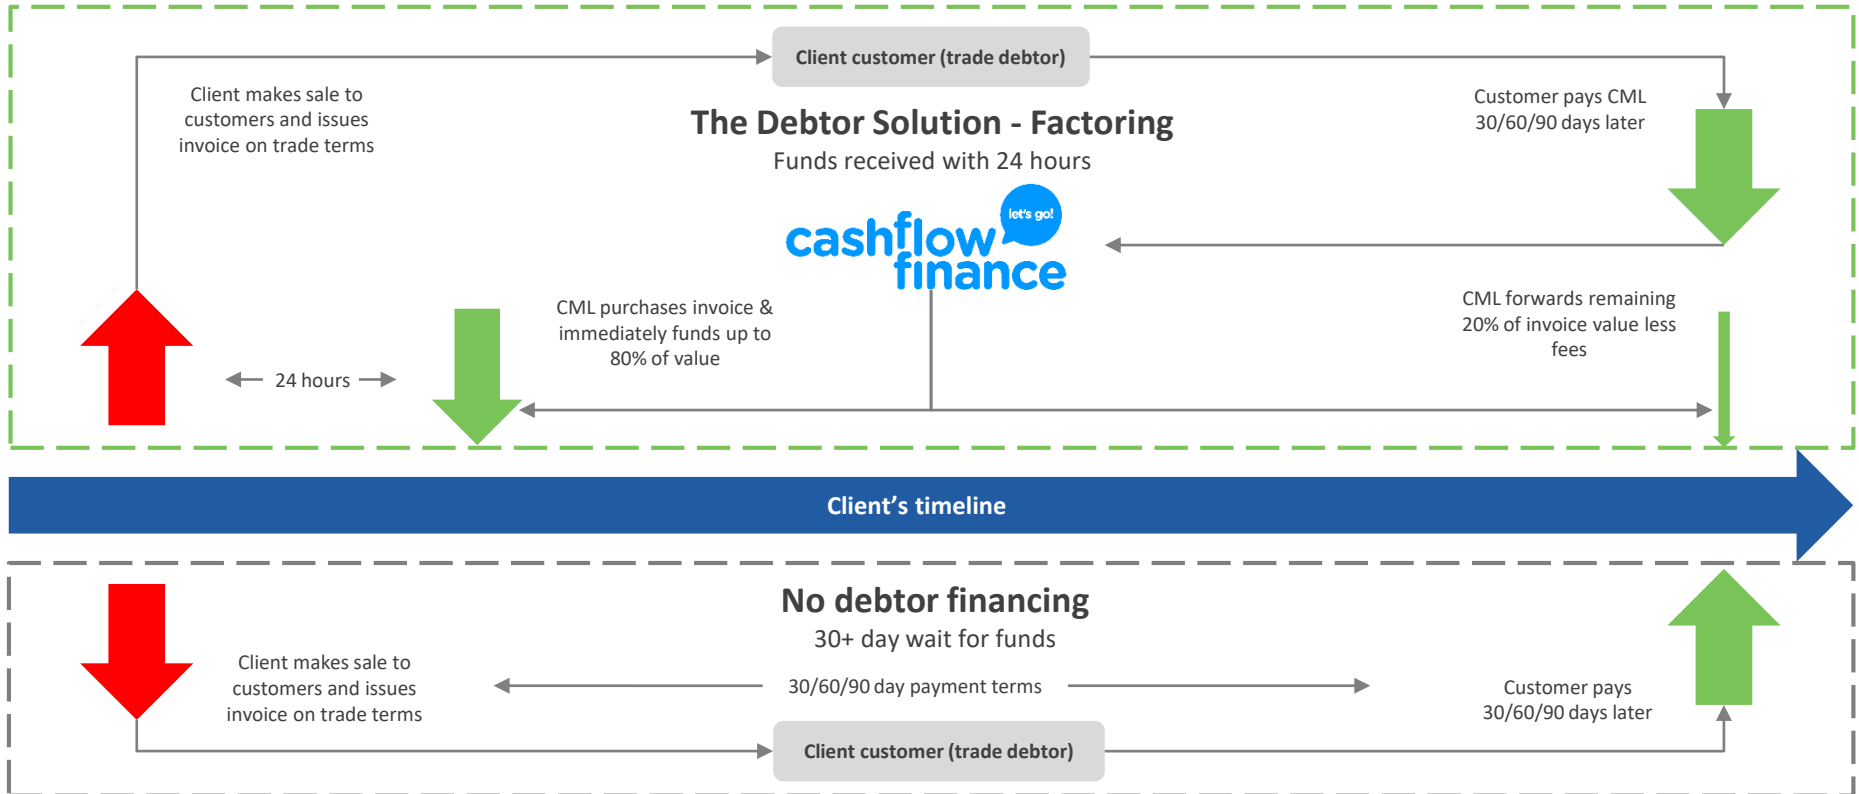 Client customer (trade debtor)
Client makes sale to
customers and issues
invoice on trade terms
The Debtor Solution - Factoring
Funds received with 24 hours
Customer pays CML
30/60/90 days later
let's go!
cashflow
finance
CML purchases invoice &
immediately funds up to
80% of value
CML forwards remaining
20% of invoice value less
fees
24 hours
Client’s timeline
No debtor financing
30+ day wait for funds
Client makes sale to
customers and issues
invoice on trade terms
30/60/90 day payment terms
Customer pays
30/60/90 days later
Client customer (trade debtor)